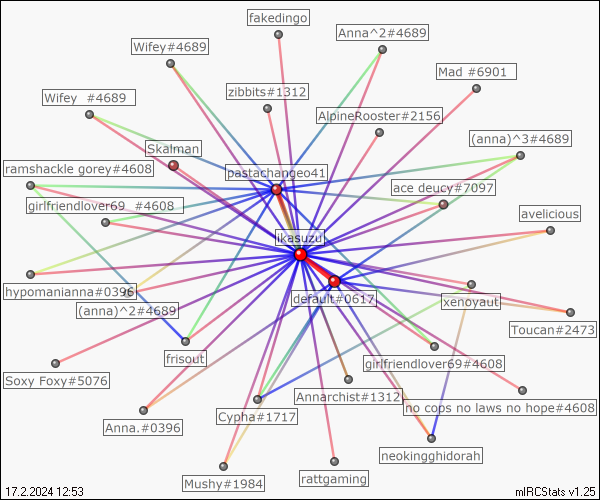 fakedingo
Anna^2#4689
Wifey#4689
Mad #6901
zibbits#1312
Wifey  #4689
AlpineRooster#2156
(anna)^3#4689
Skalman
ramshackle gorey#4608
pastachangeo41
ace deucy#7097
girlfriendlover69_#4608
avelicious
ikasuzu
hypomanianna#0396
default#0617
xenoyaut
(anna)^2#4689
Toucan#2473
frisout
girlfriendlover69#4608
Soxy Foxy#5076
Annarchist#1312
no cops no laws no hope#4608
Cypha#1717
Anna.#0396
neokingghidorah
rattgaming
Mushy#1984
17.2.2024 12:53
mIRCStats v1.25